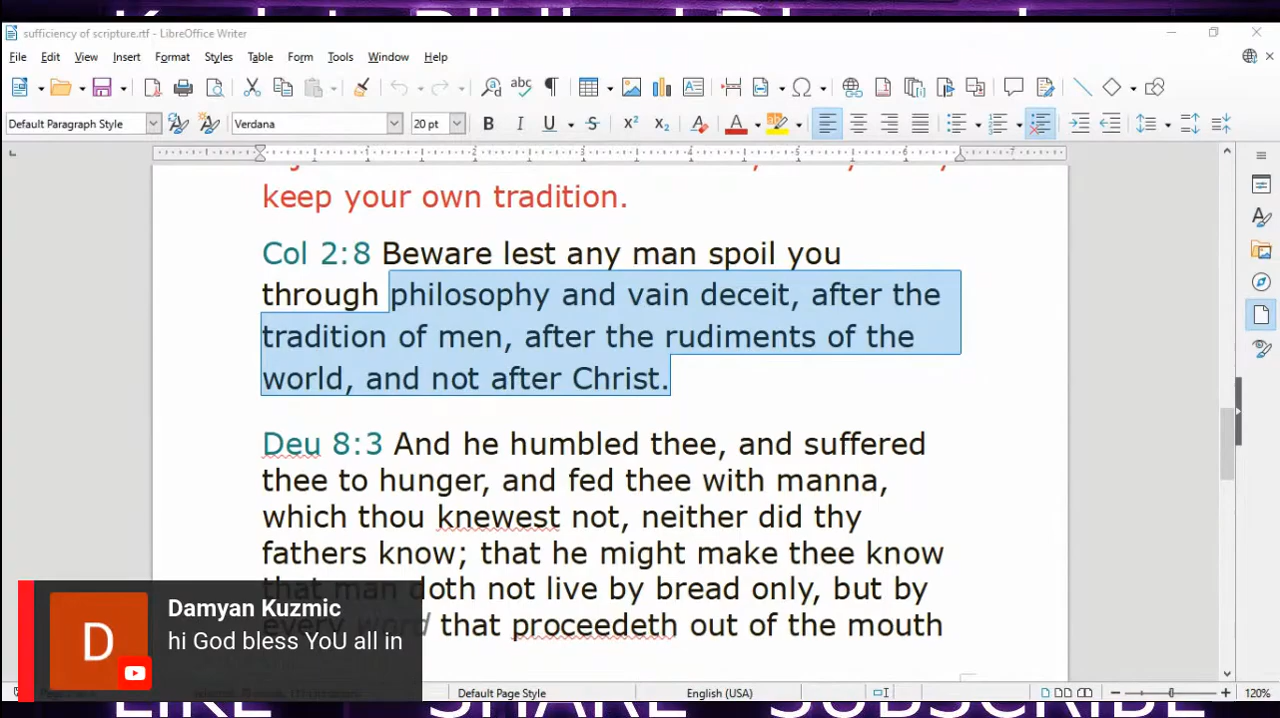 sufficiency of scripture.rtf - LibreOffice Writer
File Edit View Insert Format Styles Table Form Tools Window Help
Default Paragraph Style Verdana 20 pt
keep your own tradition.
Col 2:8 Beware lest any man spoil you
through philosophy and vain deceit, after the
tradition of men, after the rudiments of the
world, and not after Christ.
Deu 8:3 And he humbled thee, and suffered
thee to hunger, and fed thee with manna,
which thou knewest not, neither did thy
fathers know; that he might make thee know
that man doth not live by bread only, but by
every word that proceedeth out of the mouth
Damyan Kuzmic
hi God bless YoU all in
D
Default Page Style English (USA) 120%
LIKE SHARE SUBSCRIBE